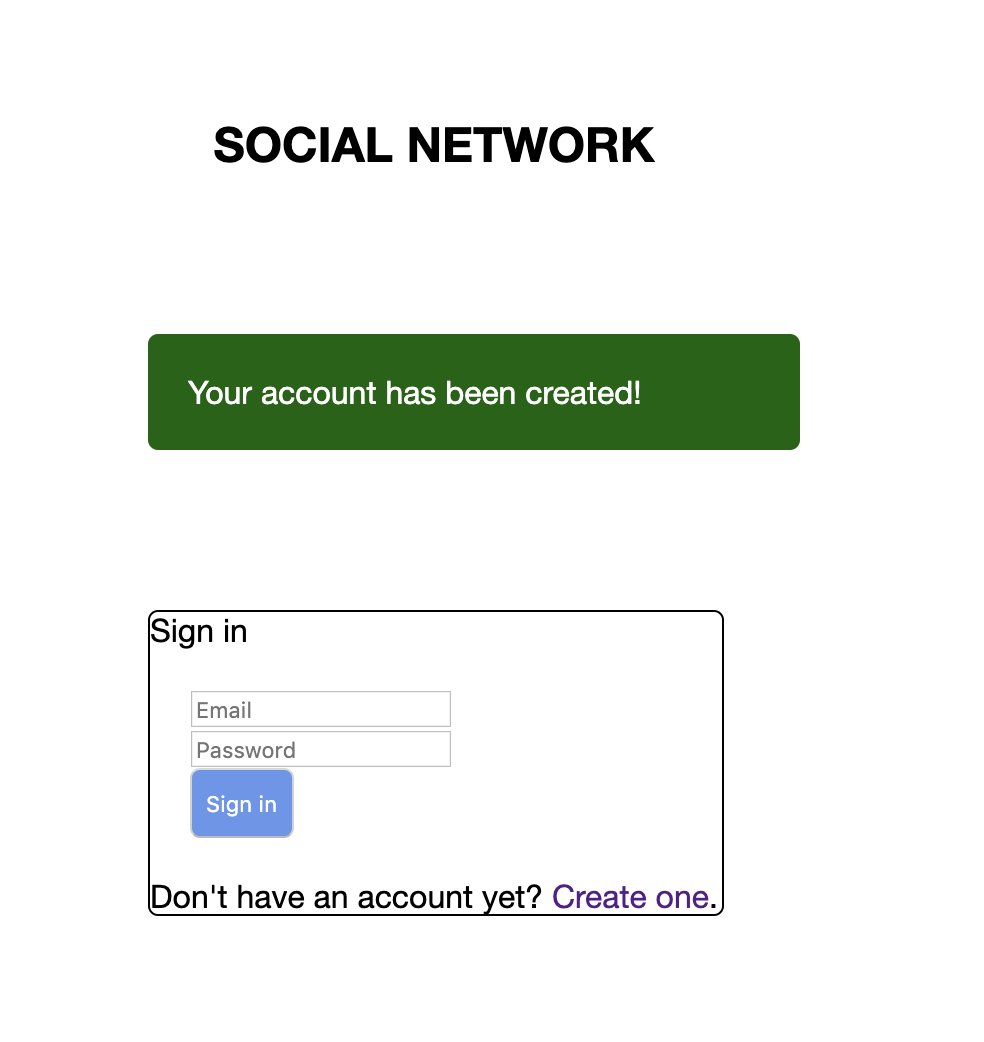 SOCIAL NETWORK
Your account has been created!
Sign in
Email
Password
Sign in
Don't have an account yet? Create one.